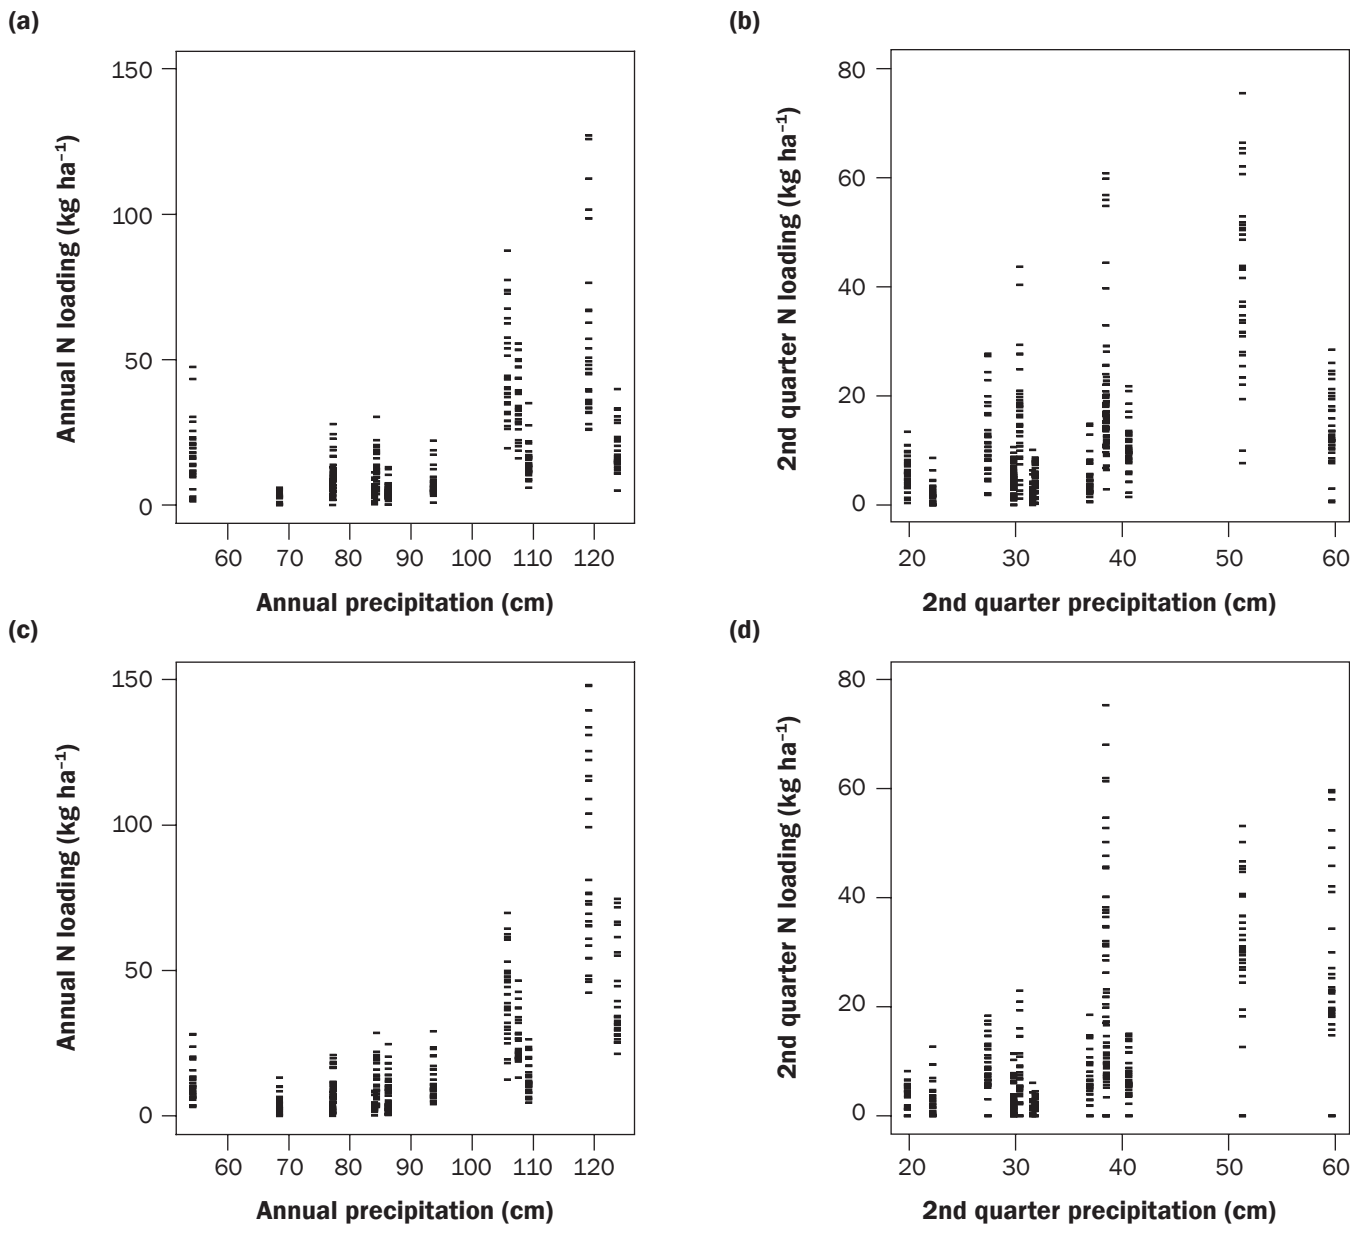 (a)
150
100
50
0
Annual N loading (kg ha⁻¹)
60 70 80 90 100 110 120
Annual precipitation (cm)
(b)
80
60
40
20
0
2nd quarter N loading (kg ha⁻¹)
20 30 40 50 60
2nd quarter precipitation (cm)
(c)
150
100
50
0
Annual N loading (kg ha⁻¹)
60 70 80 90 100 110 120
Annual precipitation (cm)
(d)
80
60
40
20
0
2nd quarter N loading (kg ha⁻¹)
20 30 40 50 60
2nd quarter precipitation (cm)